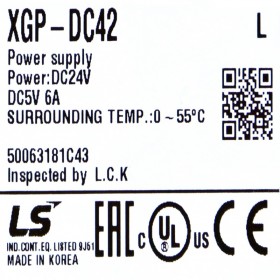 XGP-DC42 L
Power supply
Power:DC24V
DC5V 6A
SURROUNDING TEMP.:0~55°C
50063181C43
Inspected by L.C.K
LS EAC c UL US CE
IND.CONT.EQ. LISTED 9J61
MADE IN KOREA